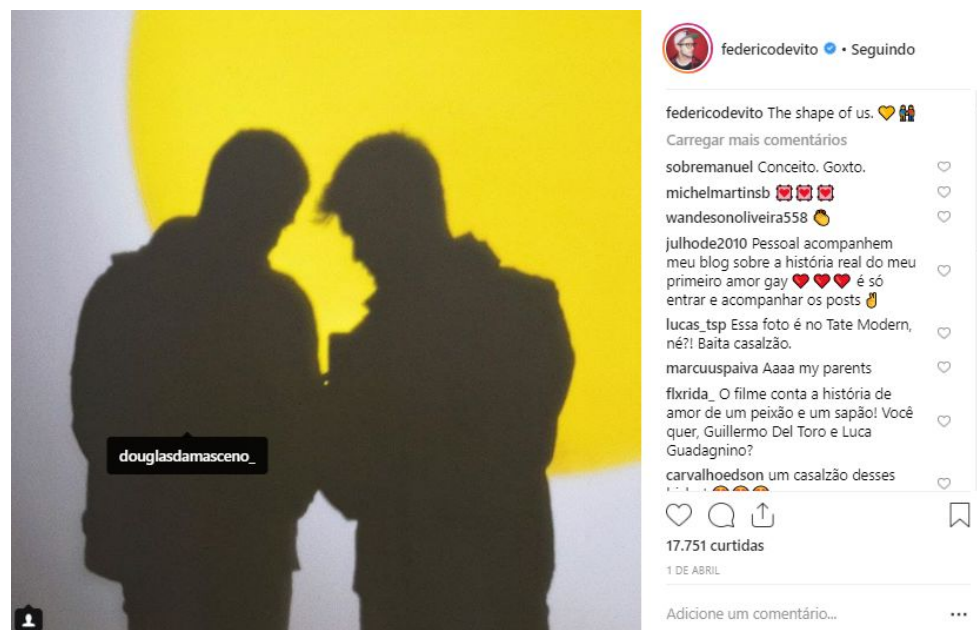 federicodevito • Seguindo
federicodevito The shape of us. 💛 👬
Carregar mais comentários
sobremanuel Conceito. Goxto.
michelmartinsb 💟 💟 💟
wandesonoliveira558 👏
julhode2010 Pessoal acompanhem
meu blog sobre a história real do meu
primeiro amor gay ❤️ ❤️ ❤️ é só
entrar e acompanhar os posts ✌️
lucas_tsp Essa foto é no Tate Modern,
né?! Baita casalzão.
marcuuspaiva Aaaa my parents
flxrida_ O filme conta a história de
amor de um peixão e um sapão! Você
quer, Guillermo Del Toro e Luca
Guadagnino?
carvalhoedson um casalzão desses
douglasdamasceno_
17.751 curtidas
1 DE ABRIL
Adicione um comentário...